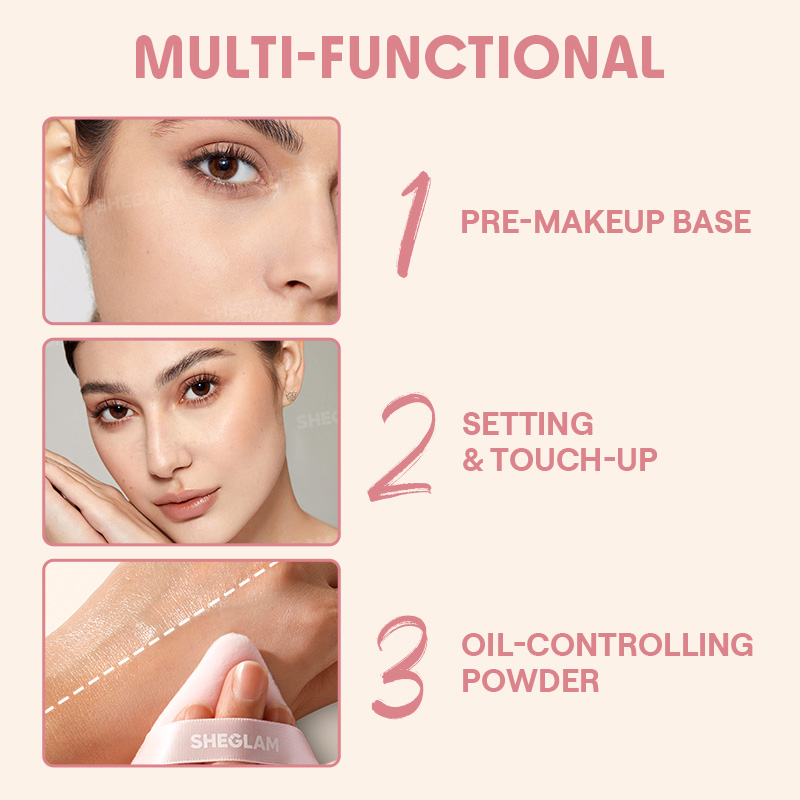 MULTI-FUNCTIONAL
1
PRE-MAKEUP BASE
2
SETTING
& TOUCH-UP
3
OIL-CONTROLLING
POWDER
SHEGLAM